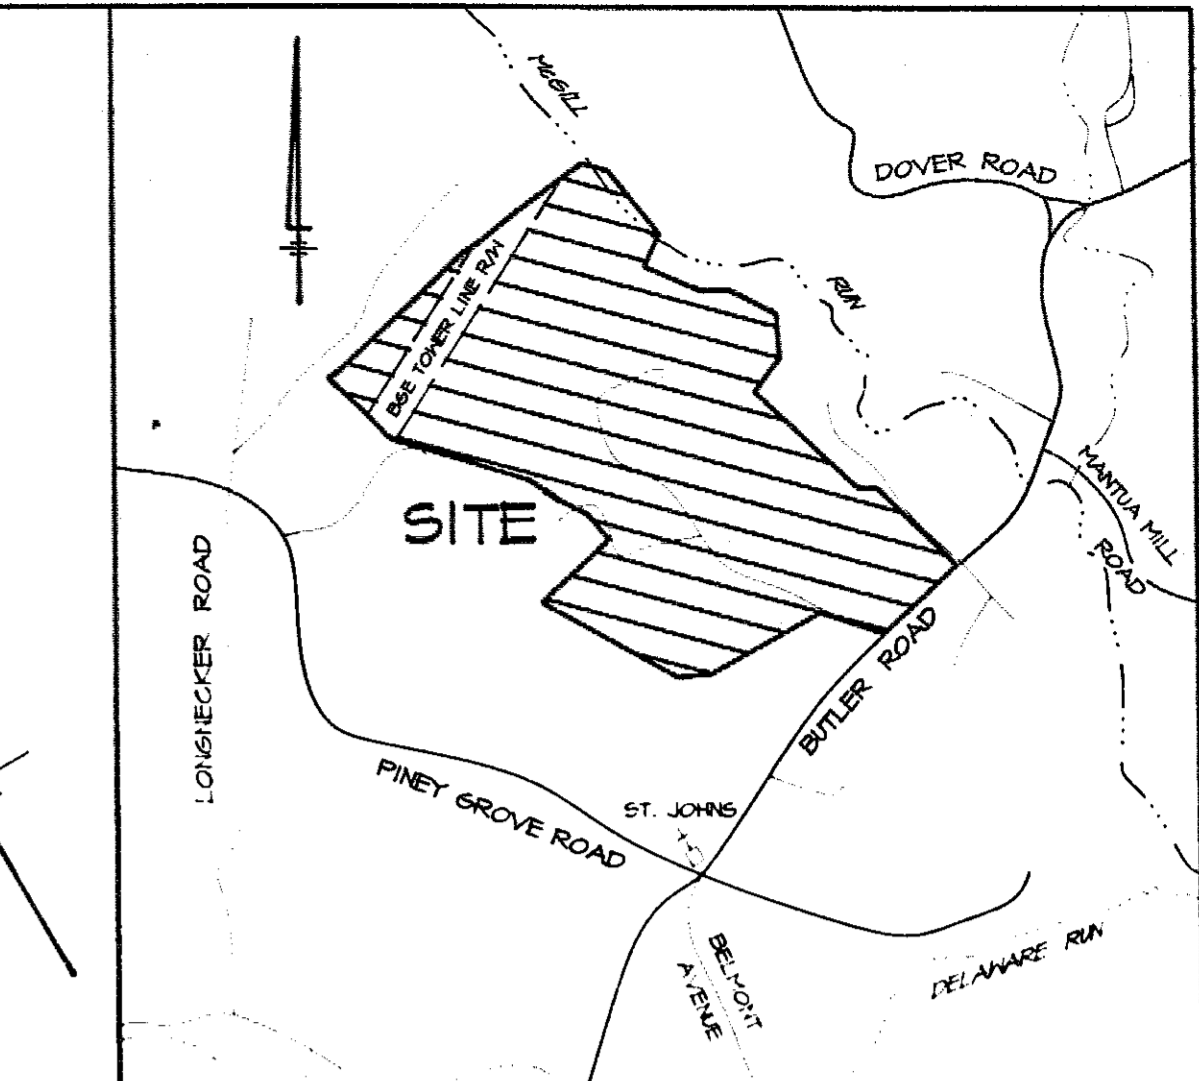 McGILL
DOVER ROAD
RUN
BGE TOWER LINE R/W
SITE
MANTUA MILL
ROAD
LONGNECKER ROAD
BUTLER ROAD
PINEY GROVE ROAD
ST. JOHNS
BELMONT
AVENUE
DELAWARE RUN